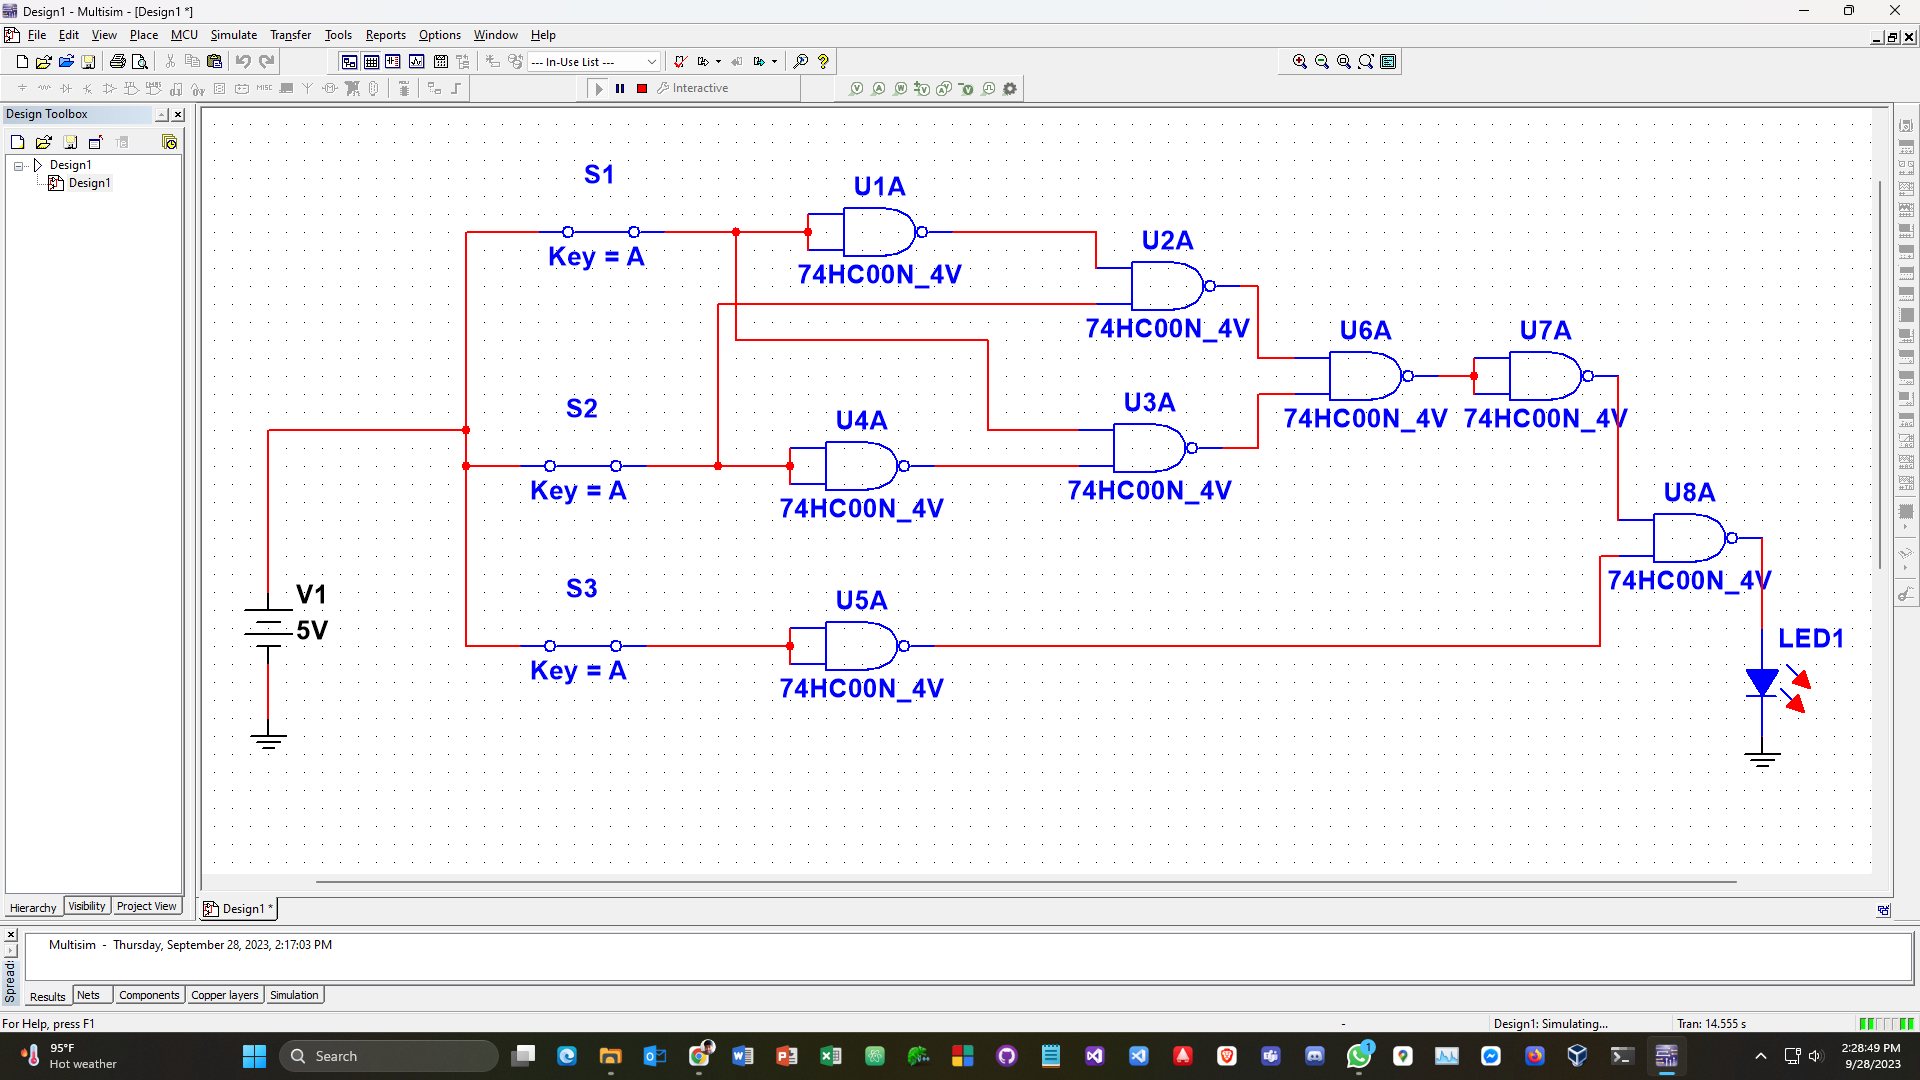 Design1 - Multisim - [Design1 *]
File Edit View Place MCU Simulate Transfer Tools Reports Options Window Help
--- In-Use List ---
Interactive
Design Toolbox
Design1
Design1
S1
Key = A
U1A
74HC00N_4V
U2A
74HC00N_4V
U6A
74HC00N_4V
U7A
74HC00N_4V
S2
Key = A
U4A
74HC00N_4V
U3A
74HC00N_4V
U8A
74HC00N_4V
V1
5V
S3
Key = A
U5A
74HC00N_4V
LED1
Hierarchy Visibility Project View
Design1 *
Multisim - Thursday, September 28, 2023, 2:17:03 PM
Spreads
Results Nets Components Copper layers Simulation
For Help, press F1
-
Design1: Simulating...
Tran: 14.555 s
95°F
Hot weather
Search
1
2:28:49 PM
9/28/2023